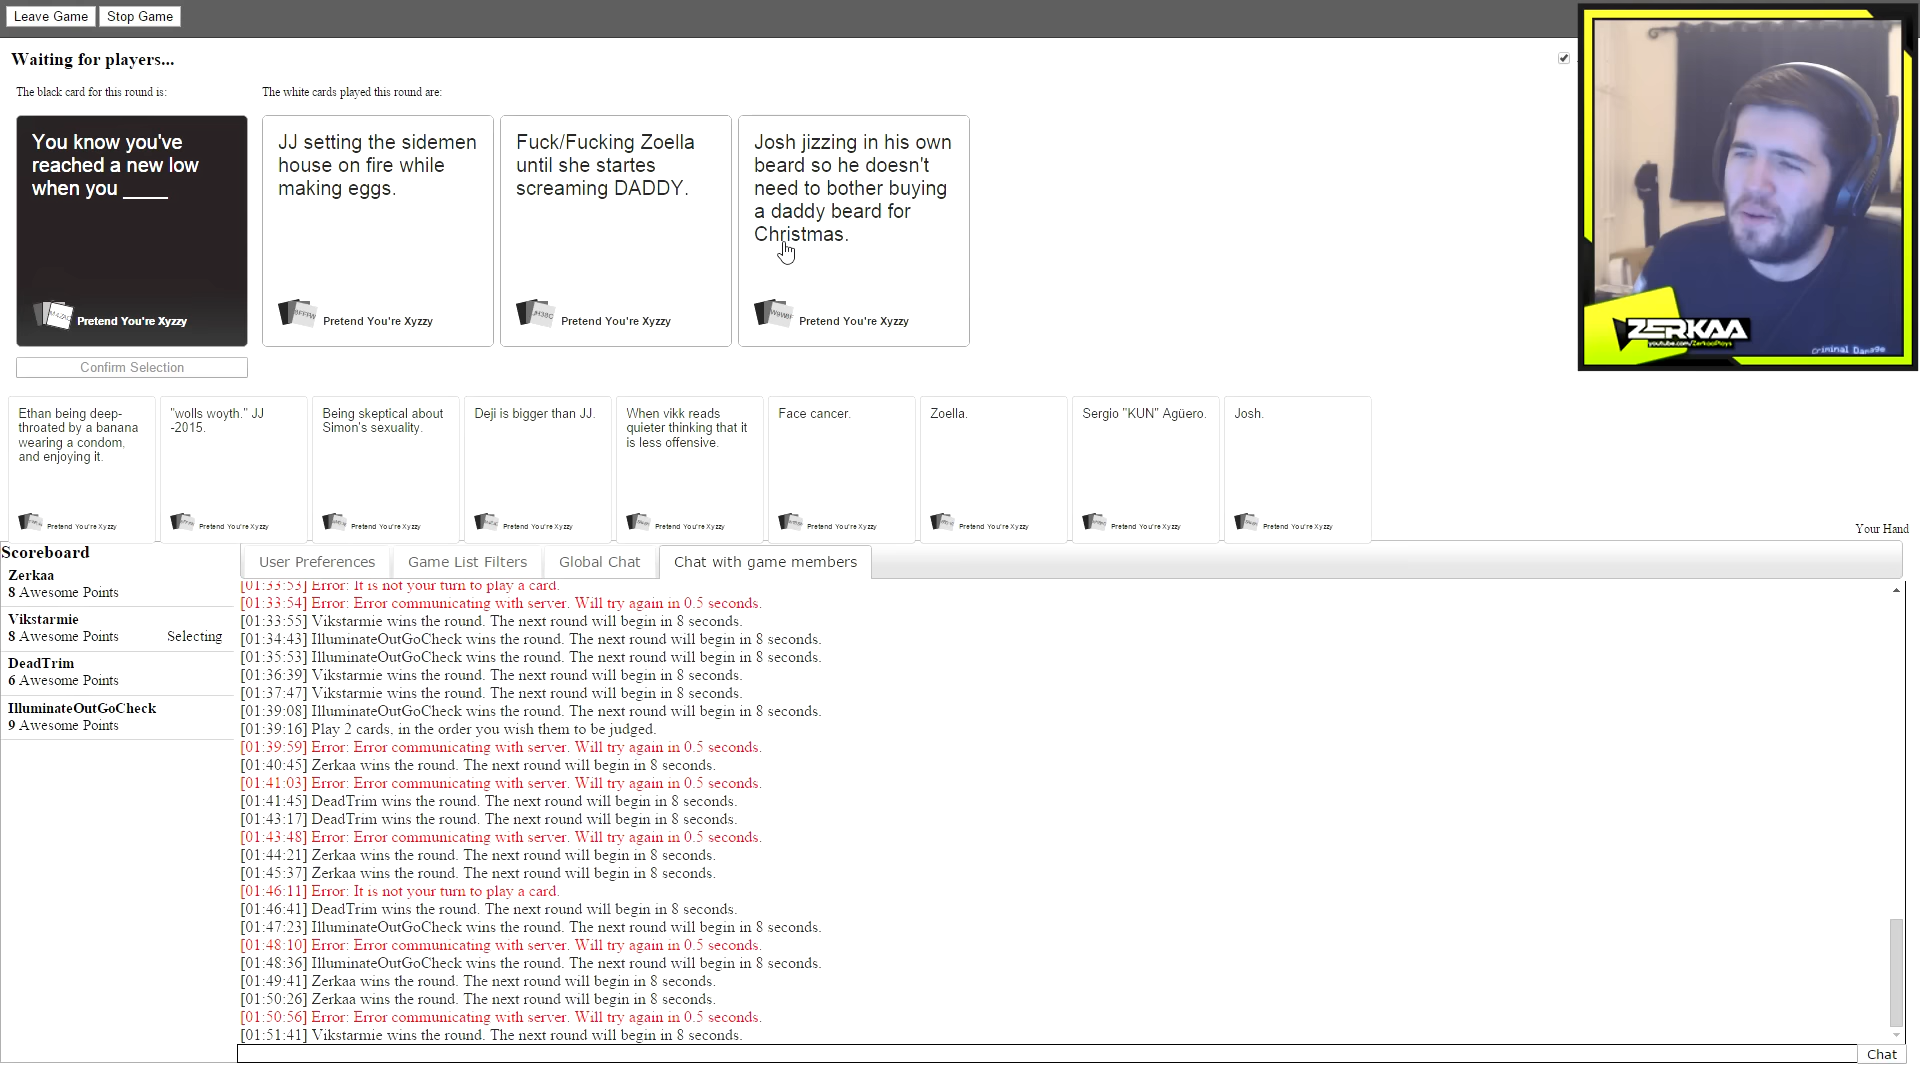 Leave Game
Stop Game
Waiting for players...
The black card for this round is:
The white cards played this round are:
You know you've
reached a new low
when you ____
Pretend You're Xyzzy
JJ setting the sidemen
house on fire while
making eggs.
Pretend You're Xyzzy
Fuck/Fucking Zoella
until she startes
screaming DADDY.
Pretend You're Xyzzy
Josh jizzing in his own
beard so he doesn't
need to bother buying
a daddy beard for
Christmas.
Pretend You're Xyzzy
ZERKAA
youtube.com/ZerkaaPlays
Criminal Damage
Confirm Selection
Ethan being deep-
throated by a banana
wearing a condom,
and enjoying it.
Pretend You're Xyzzy
"wolls woyth." JJ
-2015.
Pretend You're Xyzzy
Being skeptical about
Simon's sexuality.
Pretend You're Xyzzy
Deji is bigger than JJ.
Pretend You're Xyzzy
When vikk reads
quieter thinking that it
is less offensive.
Pretend You're Xyzzy
Face cancer.
Pretend You're Xyzzy
Zoella.
Pretend You're Xyzzy
Sergio "KUN" Agüero.
Pretend You're Xyzzy
Josh.
Pretend You're Xyzzy
Your Hand
Scoreboard
Zerkaa
8 Awesome Points
Vikstarmie
8 Awesome Points Selecting
DeadTrim
6 Awesome Points
IlluminateOutGoCheck
9 Awesome Points
User Preferences
Game List Filters
Global Chat
Chat with game members
[01:33:53] Error: It is not your turn to play a card.
[01:33:54] Error: Error communicating with server. Will try again in 0.5 seconds.
[01:33:55] Vikstarmie wins the round. The next round will begin in 8 seconds.
[01:34:43] IlluminateOutGoCheck wins the round. The next round will begin in 8 seconds.
[01:35:53] IlluminateOutGoCheck wins the round. The next round will begin in 8 seconds.
[01:36:39] Vikstarmie wins the round. The next round will begin in 8 seconds.
[01:37:47] Vikstarmie wins the round. The next round will begin in 8 seconds.
[01:39:08] IlluminateOutGoCheck wins the round. The next round will begin in 8 seconds.
[01:39:16] Play 2 cards, in the order you wish them to be judged.
[01:39:59] Error: Error communicating with server. Will try again in 0.5 seconds.
[01:40:45] Zerkaa wins the round. The next round will begin in 8 seconds.
[01:41:03] Error: Error communicating with server. Will try again in 0.5 seconds.
[01:41:45] DeadTrim wins the round. The next round will begin in 8 seconds.
[01:43:17] DeadTrim wins the round. The next round will begin in 8 seconds.
[01:43:48] Error: Error communicating with server. Will try again in 0.5 seconds.
[01:44:21] Zerkaa wins the round. The next round will begin in 8 seconds.
[01:45:37] Zerkaa wins the round. The next round will begin in 8 seconds.
[01:46:11] Error: It is not your turn to play a card.
[01:46:41] DeadTrim wins the round. The next round will begin in 8 seconds.
[01:47:23] IlluminateOutGoCheck wins the round. The next round will begin in 8 seconds.
[01:48:10] Error: Error communicating with server. Will try again in 0.5 seconds.
[01:48:36] IlluminateOutGoCheck wins the round. The next round will begin in 8 seconds.
[01:49:41] Zerkaa wins the round. The next round will begin in 8 seconds.
[01:50:26] Zerkaa wins the round. The next round will begin in 8 seconds.
[01:50:56] Error: Error communicating with server. Will try again in 0.5 seconds.
[01:51:41] Vikstarmie wins the round. The next round will begin in 8 seconds.
Chat